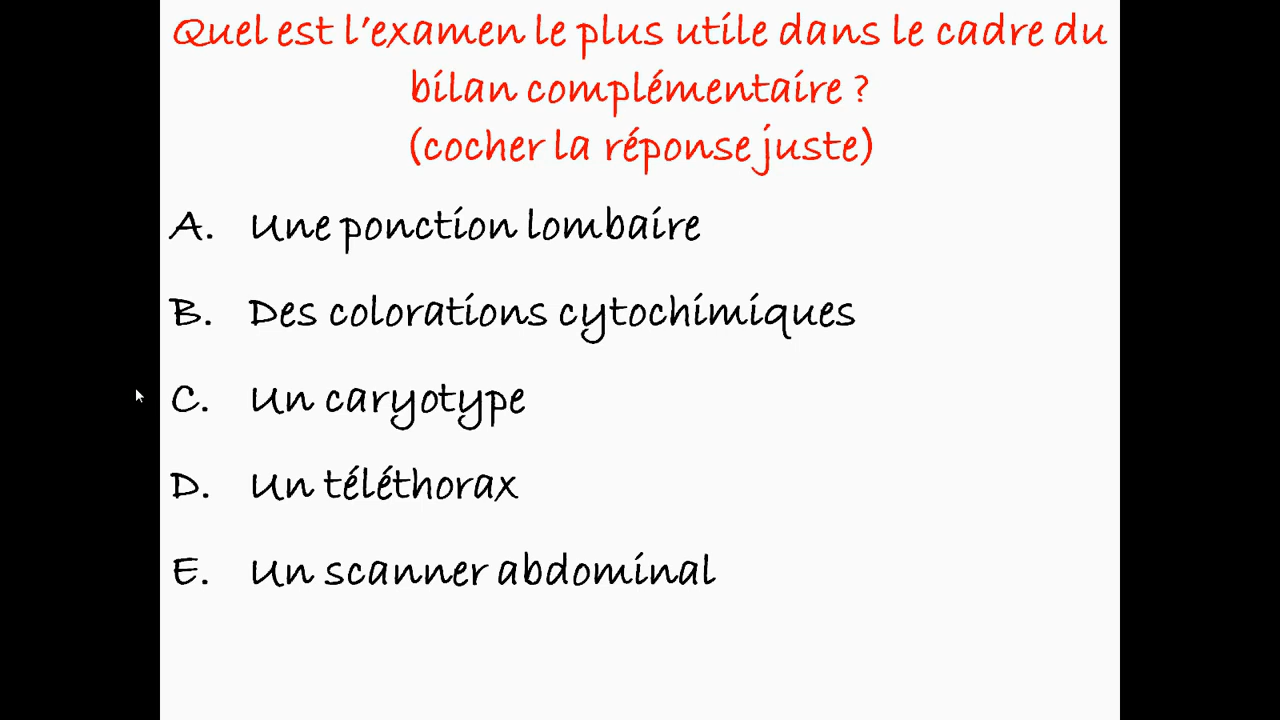 Quel est l'examen le plus utile dans le cadre du
bilan complémentaire ?
(cocher la réponse juste)
A. Une ponction lombaire
B. Des colorations cytochimiques
C. Un caryotype
D. Un téléthorax
E. Un scanner abdominal